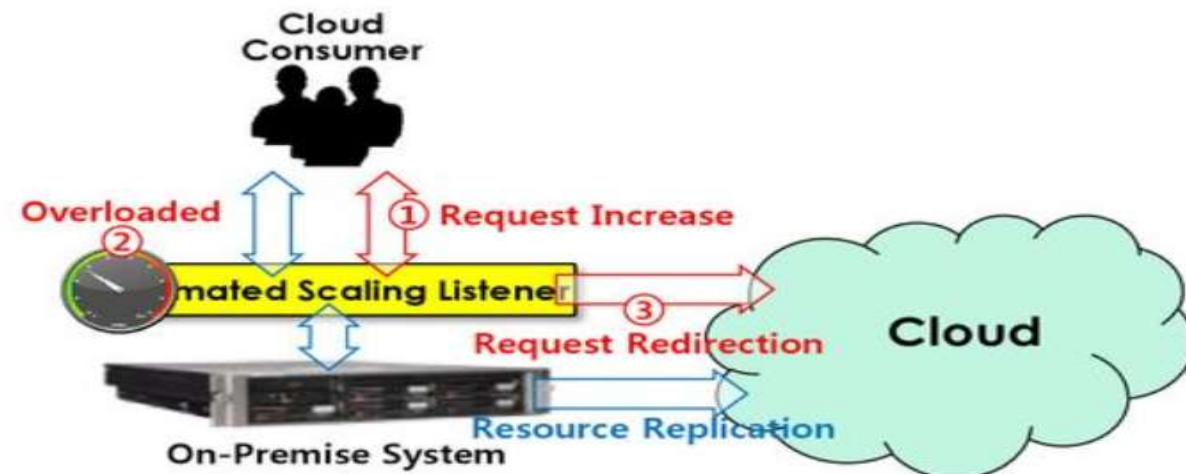 Cloud
Consumer
Overloaded
②
① Request Increase
mated Scaling Listener
③
Request Redirection
Cloud
Resource Replication
On-Premise System